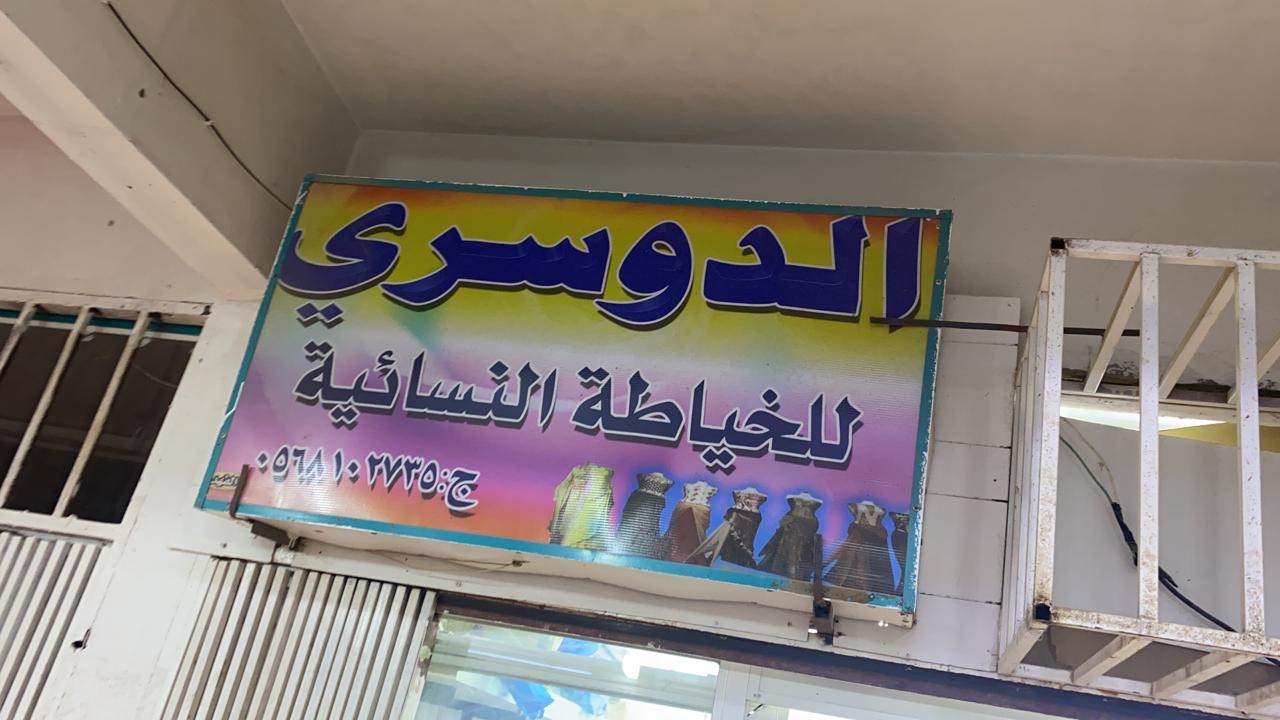 الدوسري
للخياطة النسائية
ج:٠٥٦٨١٠٢٧٣٥